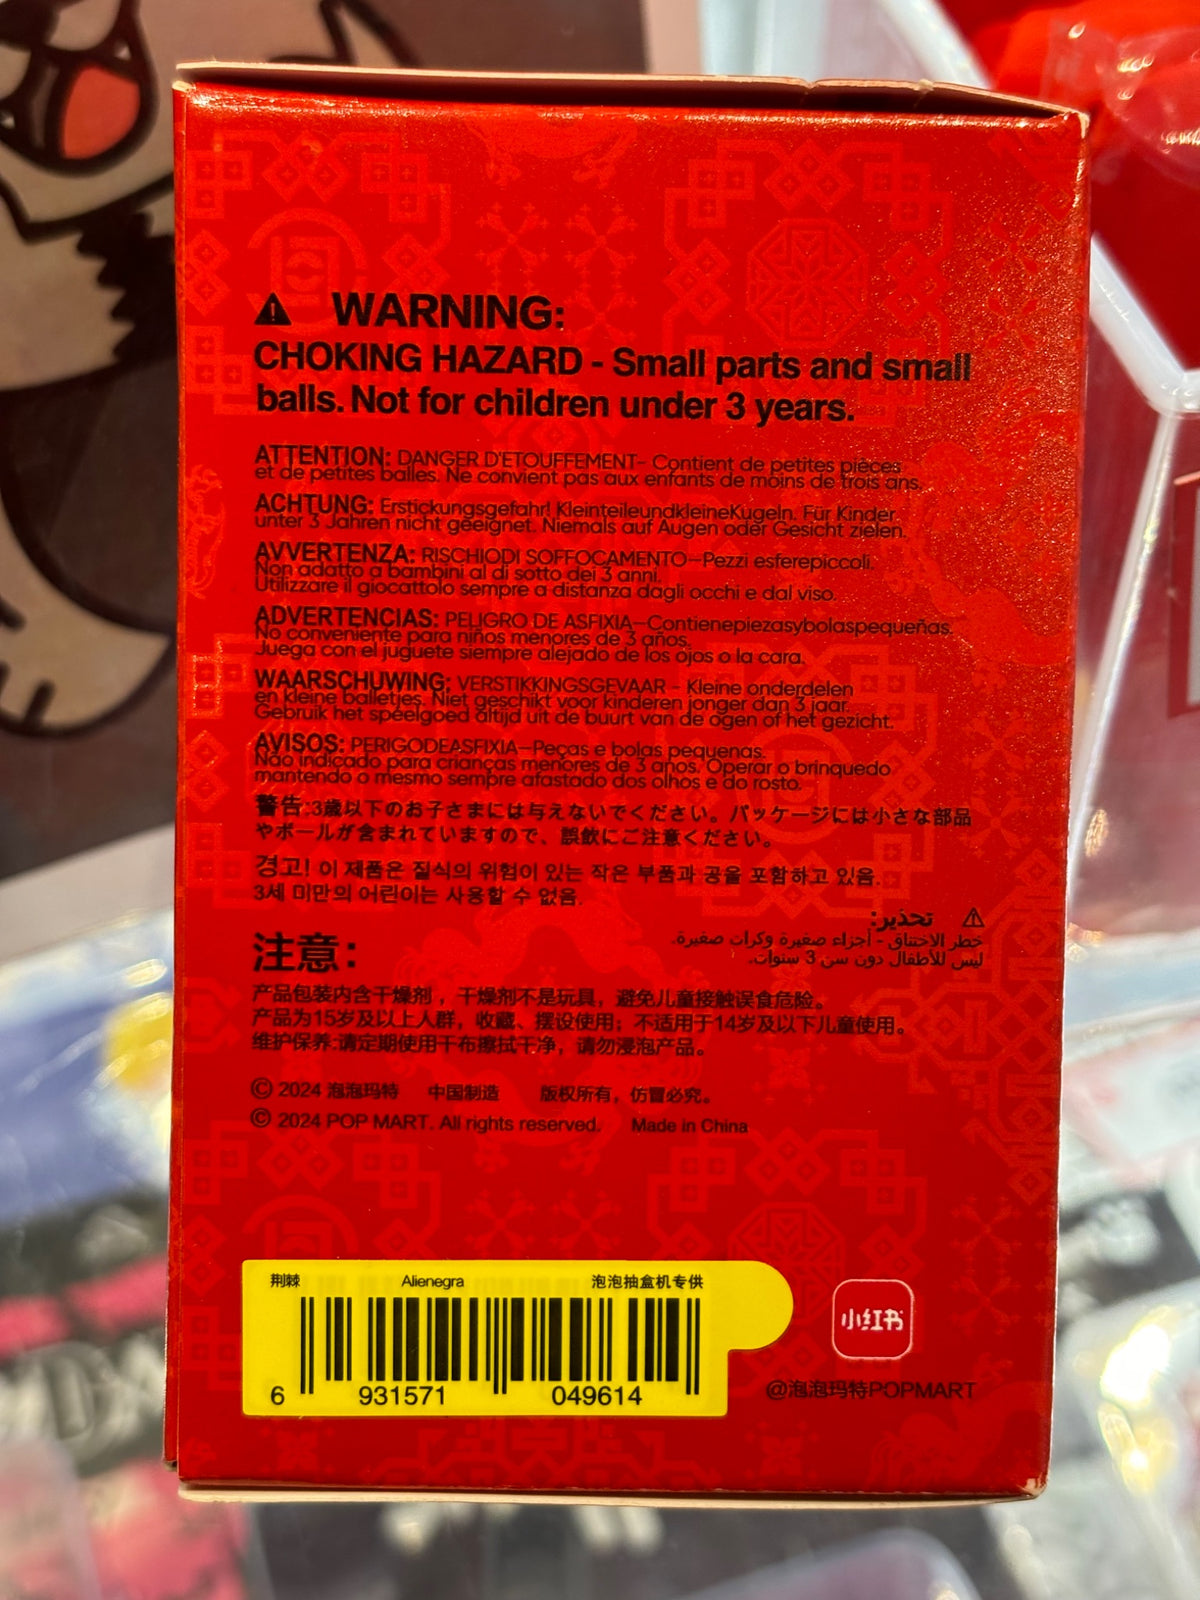 WARNING:
CHOKING HAZARD - Small parts and small
balls. Not for children under 3 years.
ATTENTION: DANGER D'ETOUFFEMENT- Contient de petites pièces
et de petites balles. Ne convient pas aux enfants de moins de trois ans.
ACHTUNG: Erstickungsgefahr! KleinteileundkleineKugeln. Für Kinder
unter 3 Jahren nicht geeignet. Niemals auf Augen oder Gesicht zielen.
AVVERTENZA: RISCHIODI SOFFOCAMENTO—Pezzi esferepiccoli.
Non adatto a bambini al di sotto dei 3 anni.
Utilizzare il giocattolo sempre a distanza dagli occhi e dal viso.
ADVERTENCIAS: PELIGRO DE ASFIXIA—Contienepiezasybolaspequeñas.
No conveniente para niños menores de 3 años.
Juega con el juguete siempre alejado de los ojos o la cara.
WAARSCHUWING: VERSTIKKINGSGEVAAR - Kleine onderdelen
en kleine balletjes. Niet geschikt voor kinderen jonger dan 3 jaar.
Gebruik het speelgoed altijd uit de buurt van de ogen of het gezicht.
AVISOS: PERIGODEASFIXIA—Peças e bolas pequenas.
Não indicado para crianças menores de 3 anos. Operar o brinquedo
mantendo o mesmo sempre afastado dos olhos e do rosto.
警告:3歳以下のお子さまには与えないでください。パッケージには小さな部品
やボールが含まれていますので、誤飲にご注意ください。
경고! 이 제품은 질식의 위험이 있는 작은 부품과 공을 포함하고 있음.
3세 미만의 어린이는 사용할 수 없음.
تحذير:
خطر الاختناق - أجزاء صغيرة وكرات صغيرة.
ليس للأطفال دون سن 3 سنوات.
注意：
产品包装内含干燥剂，干燥剂不是玩具，避免儿童接触误食危险。
产品为15岁及以上人群，收藏、摆设使用；不适用于14岁及以下儿童使用。
维护保养:请定期使用干布擦拭干净，请勿浸泡产品。
© 2024 泡泡玛特 中国制造 版权所有，仿冒必究。
© 2024 POP MART. All rights reserved. Made in China
荆棘 Alienegra 泡泡抽盒机专供
6 931571 049614
小红书
@泡泡玛特POPMART